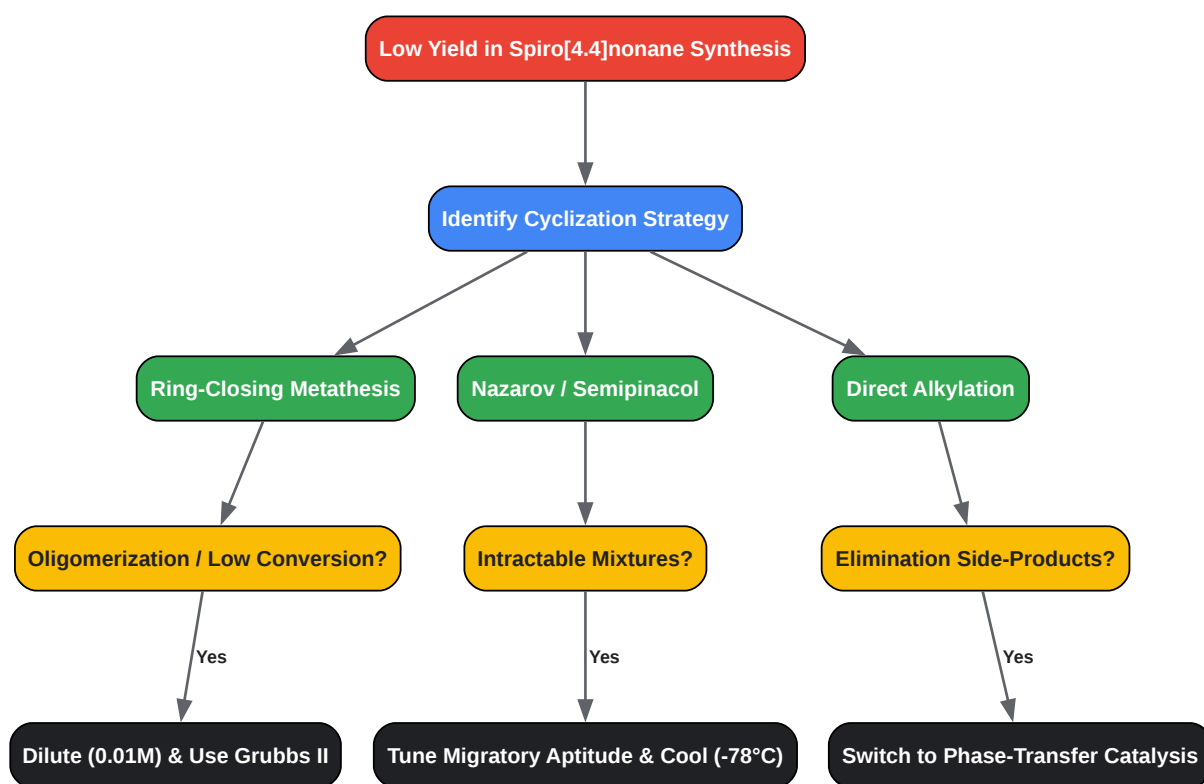 Low Yield in Spiro[4.4]nonane Synthesis
Identify Cyclization Strategy
Ring-Closing Metathesis
Nazarov / Semipinacol
Direct Alkylation
Oligomerization / Low Conversion?
Intractable Mixtures?
Elimination Side-Products?
Yes
Yes
Yes
Dilute (0.01M) & Use Grubbs II
Tune Migratory Aptitude & Cool (-78°C)
Switch to Phase-Transfer Catalysis